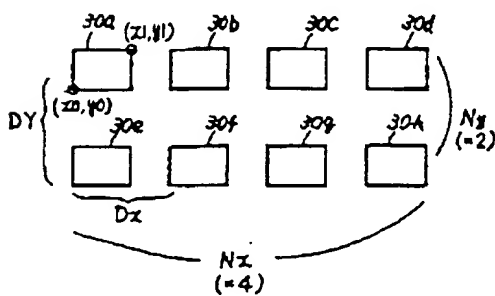 30a (x1,y1) 30b 30c 30d
(x0,y0)
DY
Ny
(=2)
30e 30f 30g 30h
Dx
Nx
(=4)